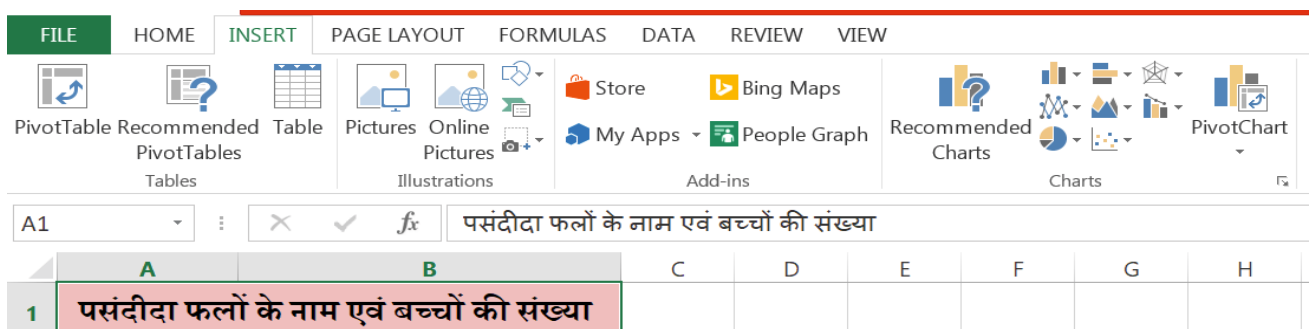 FILE HOME INSERT PAGE LAYOUT FORMULAS DATA REVIEW VIEW
PivotTable Recommended PivotTables Table
Pictures Online Pictures
Store Bing Maps
My Apps People Graph
Recommended Charts
PivotChart
Tables Illustrations Add-ins Charts
A1 fx पसंदीदा फलों के नाम एवं बच्चों की संख्या
A B C D E F G H
1 पसंदीदा फलों के नाम एवं बच्चों की संख्या